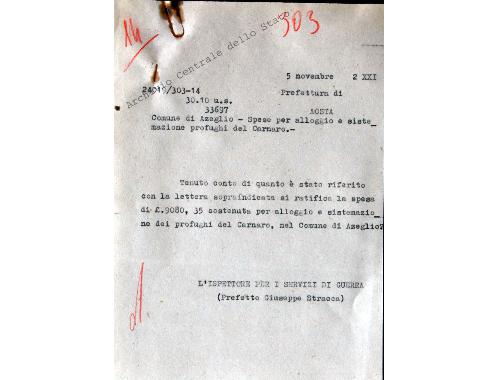 14
303
Archivio Centrale dello Stato
5 novembre 2 XXI
24019/303-14 Prefettura di
30.10 u.s.
33697 AOSTA
Comune di Azeglio - Spese per alloggio e siste_
mazione profughi del Carnaro.-
Tenuto conto di quanto è stato riferito
con la lettera sopraindicata si ratifica la spesa
di £.9080, 35 sostenuta per alloggio e sistemazio_
ne dei profughi del Carnaro, nel Comune di Azeglio?
L'ISPETTORE PER I SERVIZI DI GUERRA
(Prefetto Giuseppe Stracca)